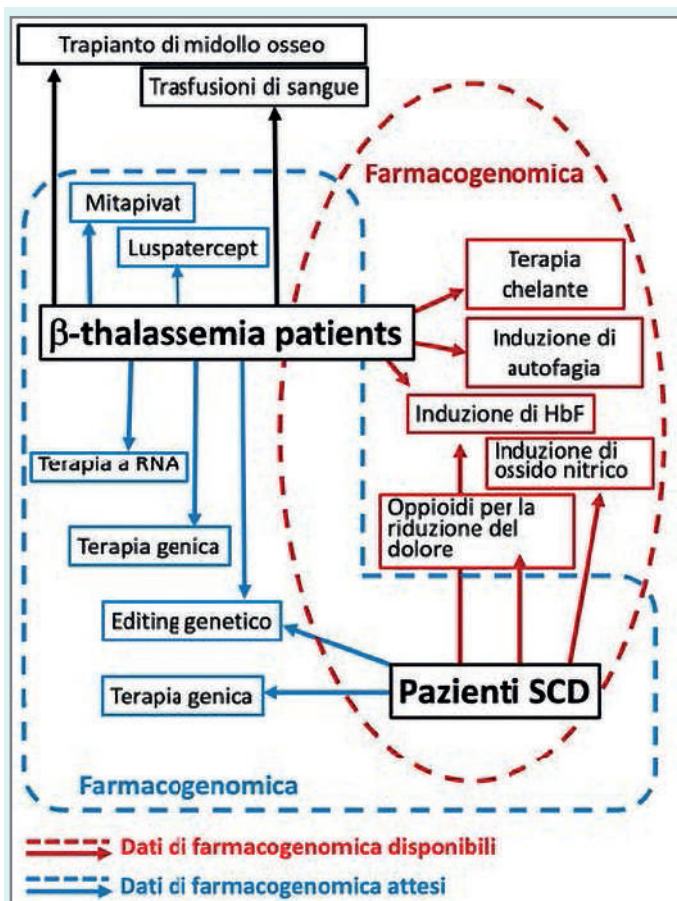 Trapianto di midollo osseo
Trasfusioni di sangue
Farmacogenomica
Mitapivat
Luspatercept
Terapia
chelante
β-thalassemia patients
Induzione di
autofagia
Induzione di HbF
Terapia a RNA
Induzione di
ossido nitrico
Oppioidi per la
riduzione del
dolore
Terapia genica
Editing genetico
Terapia genica
Pazienti SCD
Farmacogenomica
Dati di farmacogenomica disponibili
Dati di farmacogenomica attesi